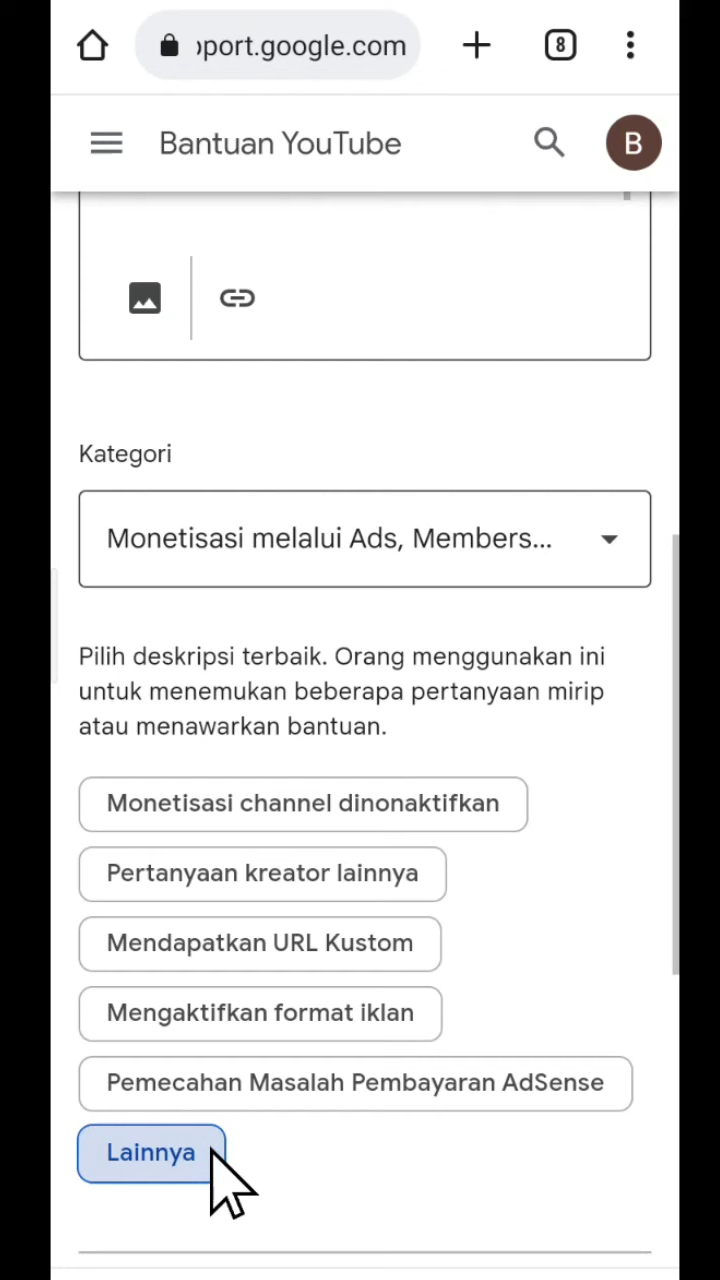 pport.google.com
8
Bantuan YouTube
B
Kategori
Monetisasi melalui Ads, Members...
Pilih deskripsi terbaik. Orang menggunakan ini
untuk menemukan beberapa pertanyaan mirip
atau menawarkan bantuan.
Monetisasi channel dinonaktifkan
Pertanyaan kreator lainnya
Mendapatkan URL Kustom
Mengaktifkan format iklan
Pemecahan Masalah Pembayaran AdSense
Lainnya